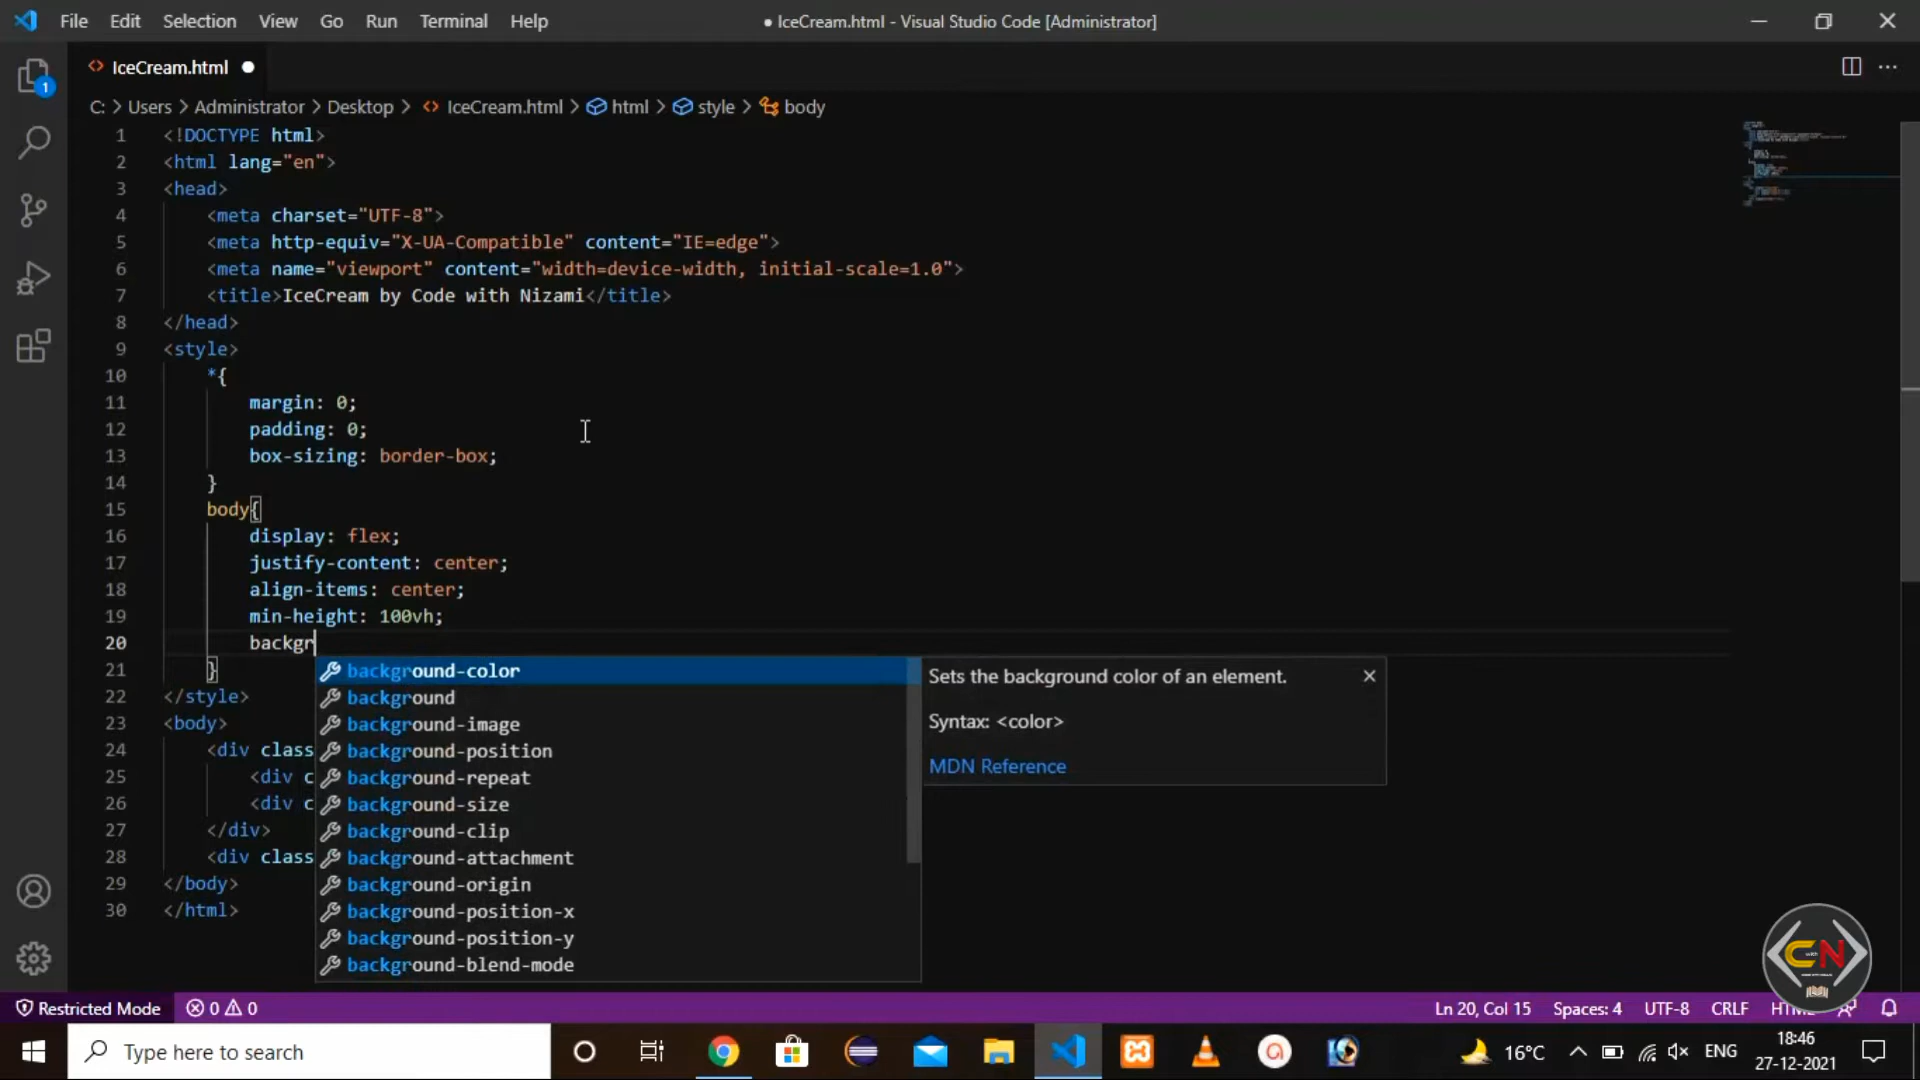 File Edit Selection View Go Run Terminal Help
● IceCream.html - Visual Studio Code [Administrator]
IceCream.html ●
1
C: > Users > Administrator > Desktop > IceCream.html > html > style > body
1 <!DOCTYPE html>
2 <html lang="en">
3 <head>
4 <meta charset="UTF-8">
5 <meta http-equiv="X-UA-Compatible" content="IE=edge">
6 <meta name="viewport" content="width=device-width, initial-scale=1.0">
7 <title>IceCream by Code with Nizami</title>
8 </head>
9 <style>
10 *{
11 margin: 0;
12 padding: 0;
13 box-sizing: border-box;
14 }
15 body{
16 display: flex;
17 justify-content: center;
18 align-items: center;
19 min-height: 100vh;
20 backgr
21 }
22 </style>
23 <body>
24 <div class
25 <div c
26 <div c
27 </div>
28 <div class
29 </body>
30 </html>
background-color
background
background-image
background-position
background-repeat
background-size
background-clip
background-attachment
background-origin
background-position-x
background-position-y
background-blend-mode
Sets the background color of an element.
Syntax: <color>
MDN Reference
CN
with
Restricted Mode 0 0
Ln 20, Col 15 Spaces: 4 UTF-8 CRLF HTML
Type here to search
16°C ENG
18:46
27-12-2021